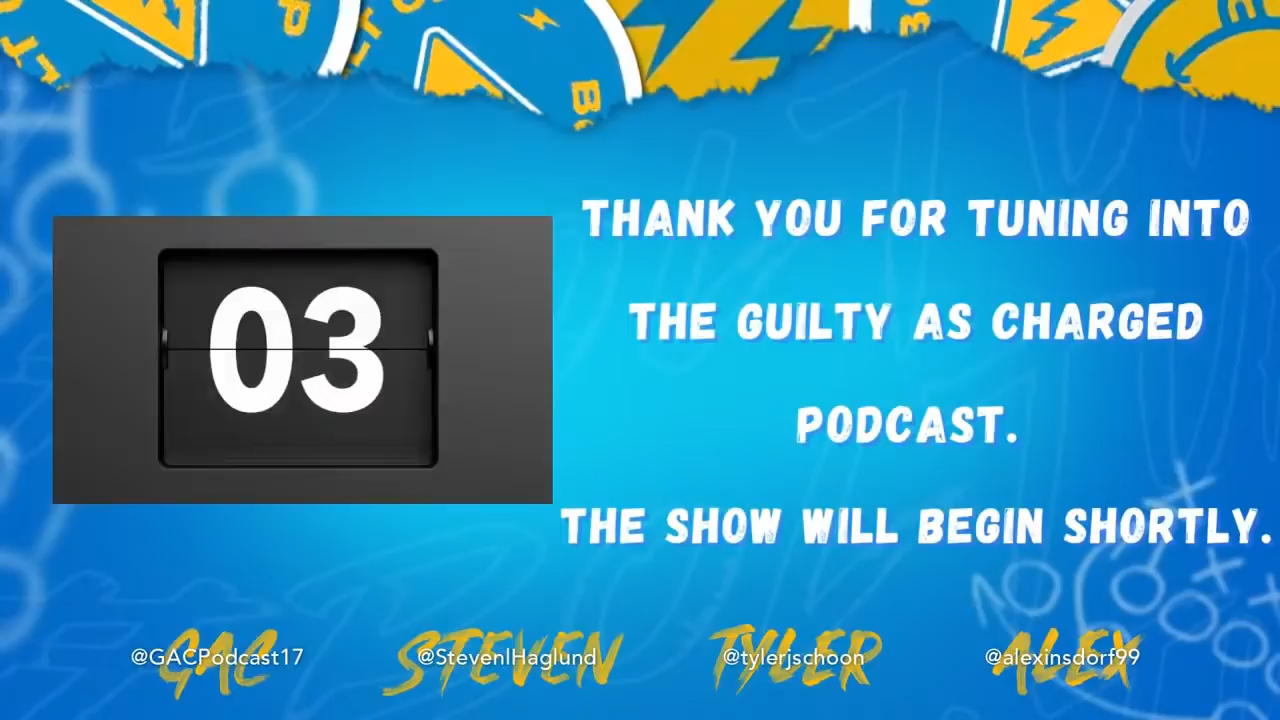 03
THANK YOU FOR TUNING INTO
THE GUILTY AS CHARGED
PODCAST.
THE SHOW WILL BEGIN SHORTLY.
GAC STEVEN TYLER ALEX
@GACPodcast17 @StevenIHaglund @tylerjschoon @alexinsdorf99